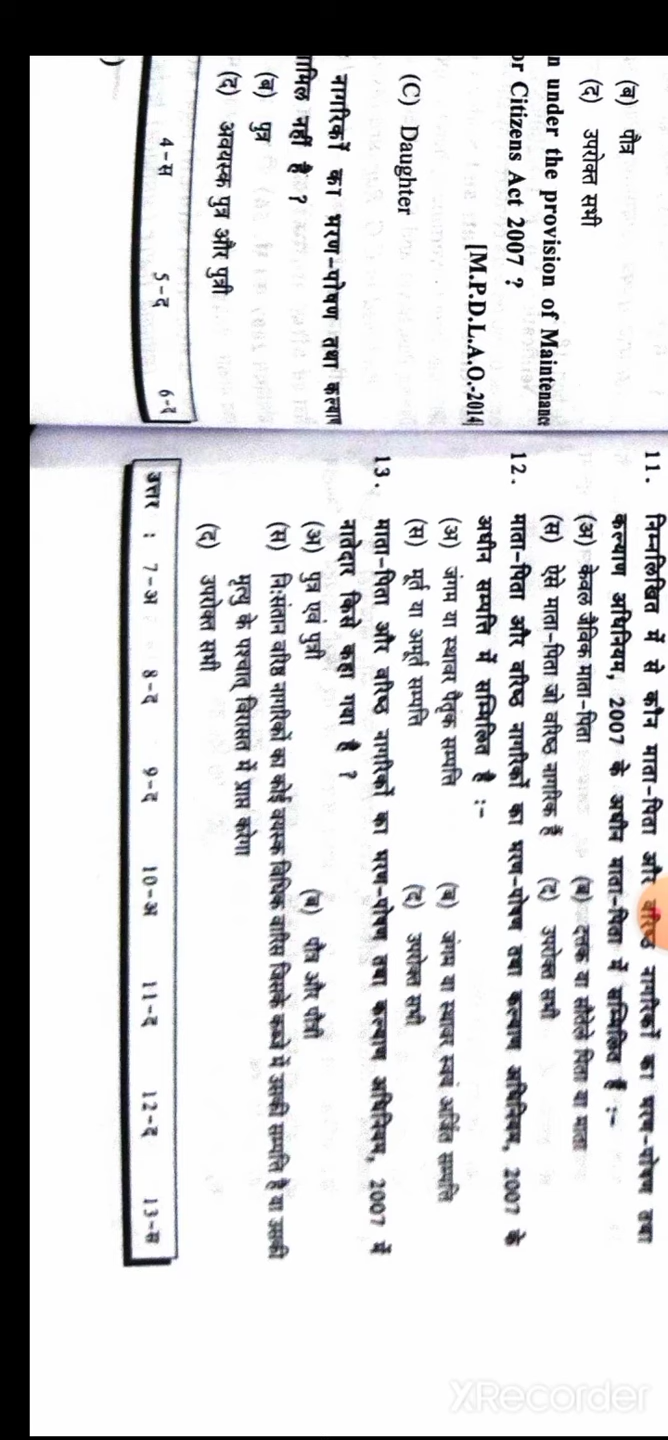 (ब) पौत्र
(द) उपरोक्त सभी
n under the provision of Maintenance
or Citizens Act 2007 ?
[M.P.D.L.A.O.-2014]
(C) Daughter
नागरिकों का भरण-पोषण तथा कल्याण
ामिल नहीं है ?
(ब) पुत्र
(द) अवयस्क पुत्र और पुत्री
4-स 5-द 6-द
11. निम्नलिखित में से कौन माता-पिता और वरिष्ठ नागरिकों का भरण-पोषण तथा
कल्याण अधिनियम, 2007 के अधीन माता-पिता में सम्मिलित है :-
(अ) केवल जैविक माता-पिता (ब) दत्तक या सौतेले पिता या माता
(स) ऐसे माता-पिता जो वरिष्ठ नागरिक हैं (द) उपरोक्त सभी
12. माता-पिता और वरिष्ठ नागरिकों का भरण-पोषण तथा कल्याण अधिनियम, 2007 के
अधीन सम्पत्ति में सम्मिलित है :-
(अ) जंगम या स्थावर पैतृक सम्पत्ति (ब) जंगम या स्थावर स्वयं अर्जित सम्पत्ति
(स) मूर्त या अमूर्त सम्पत्ति (द) उपरोक्त सभी
13. माता-पिता और वरिष्ठ नागरिकों का भरण-पोषण तथा कल्याण अधिनियम, 2007 में
नातेदार किसे कहा गया है ?
(अ) पुत्र एवं पुत्री (ब) पौत्र और पौत्री
(स) निःसंतान वरिष्ठ नागरिकों का कोई वयस्क विधिक वारिस जिसके कब्जे में उसकी सम्पत्ति है या उसकी
मृत्यु के पश्चात् विरासत में प्राप्त करेगा
(द) उपरोक्त सभी
उत्तर : 7-अ 8-द 9-द 10-अ 11-द 12-द 13-स
XRecorder